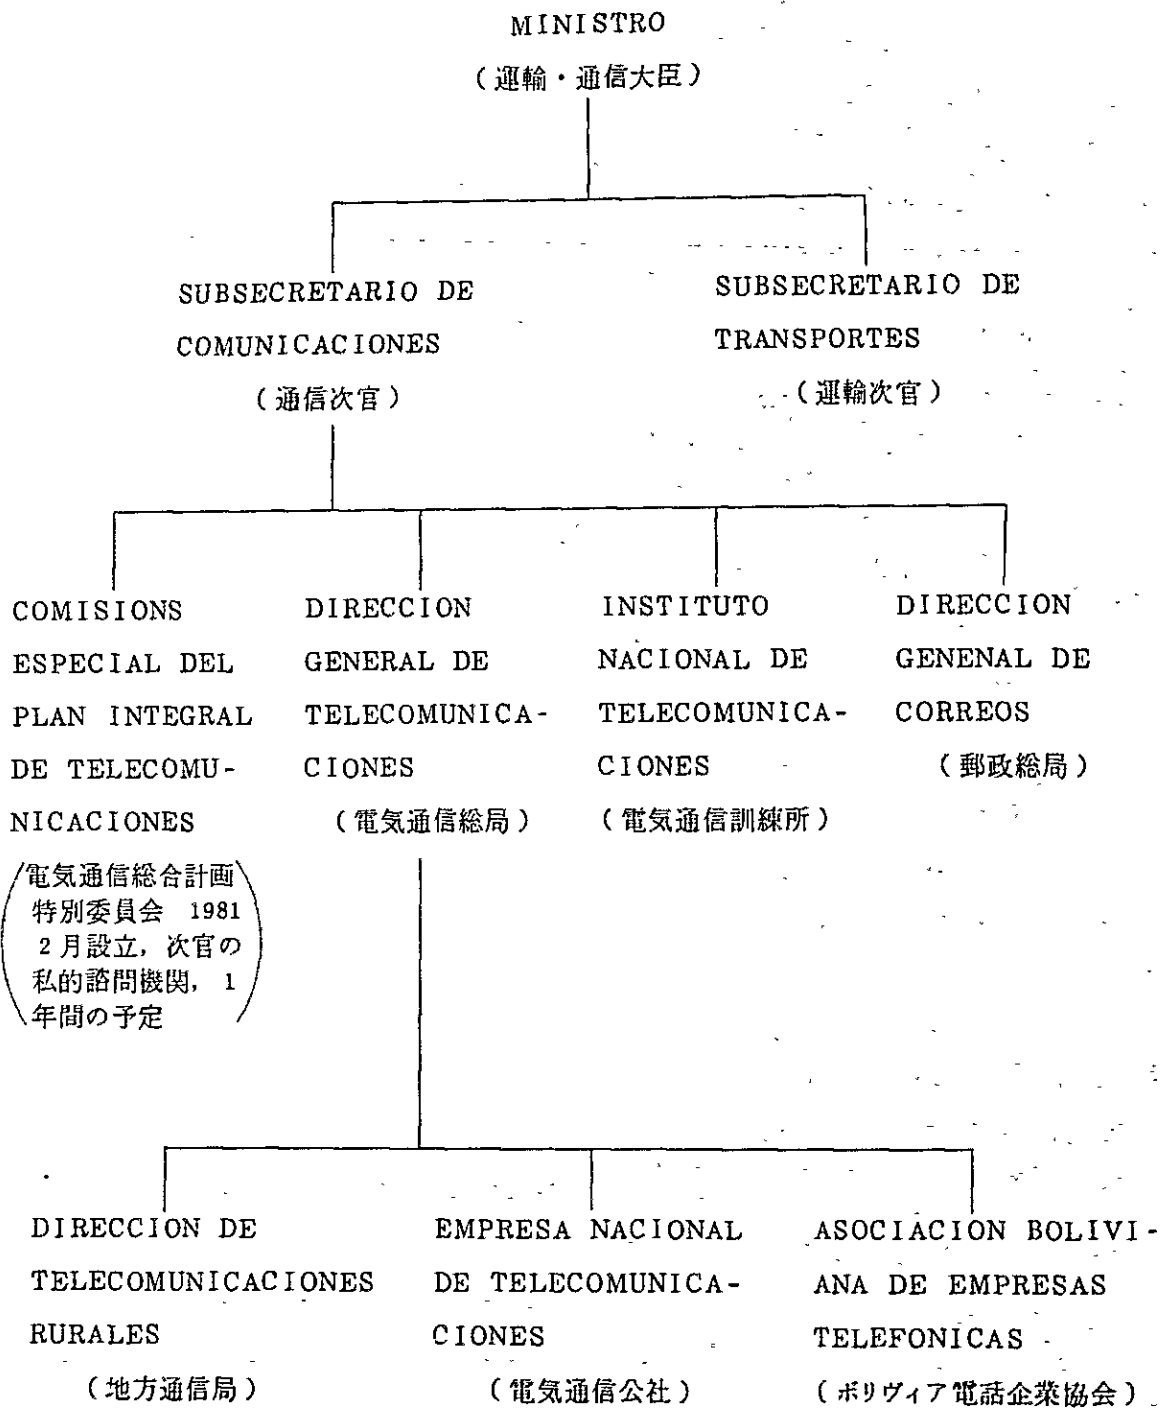 MINISTRO
(運輸・通信大臣)
SUBSECRETARIO DE
COMUNICACIONES
(通信次官)
SUBSECRETARIO DE
TRANSPORTES
(運輸次官)
COMISIONS
ESPECIAL DEL
PLAN INTEGRAL
DE TELECOMU-
NICACIONES
(電気通信総合計画
特別委員会 1981
2月設立, 次官の
私的諮問機関, 1
年間の予定)
DIRECCION
GENERAL DE
TELECOMUNICA-
CIONES
(電気通信総局)
INSTITUTO
NACIONAL DE
TELECOMUNICA-
CIONES
(電気通信訓練所)
DIRECCION
GENENAL DE
CORREOS
(郵政総局)
DIRECCION DE
TELECOMUNICACIONES
RURALES
(地方通信局)
EMPRESA NACIONAL
DE TELECOMUNICA-
CIONES
(電気通信公社)
ASOCIACION BOLIVI-
ANA DE EMPRESAS
TELEFONICAS
(ボリヴィア電話企業協会)